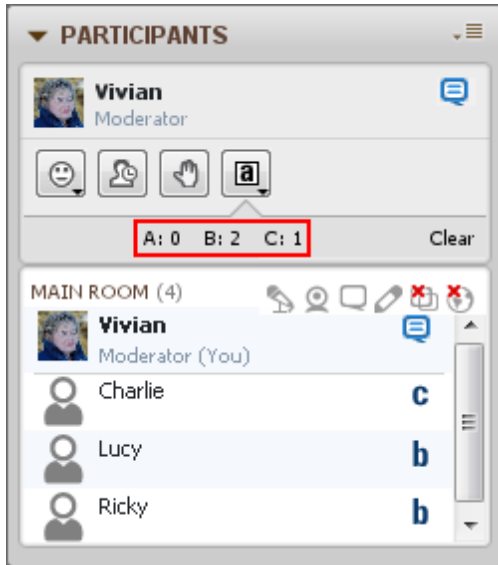 PARTICIPANTS
Vivian
Moderator
a
A: 0 B: 2 C: 1 Clear
MAIN ROOM (4)
Vivian
Moderator (You)
Charlie c
Lucy b
Ricky b